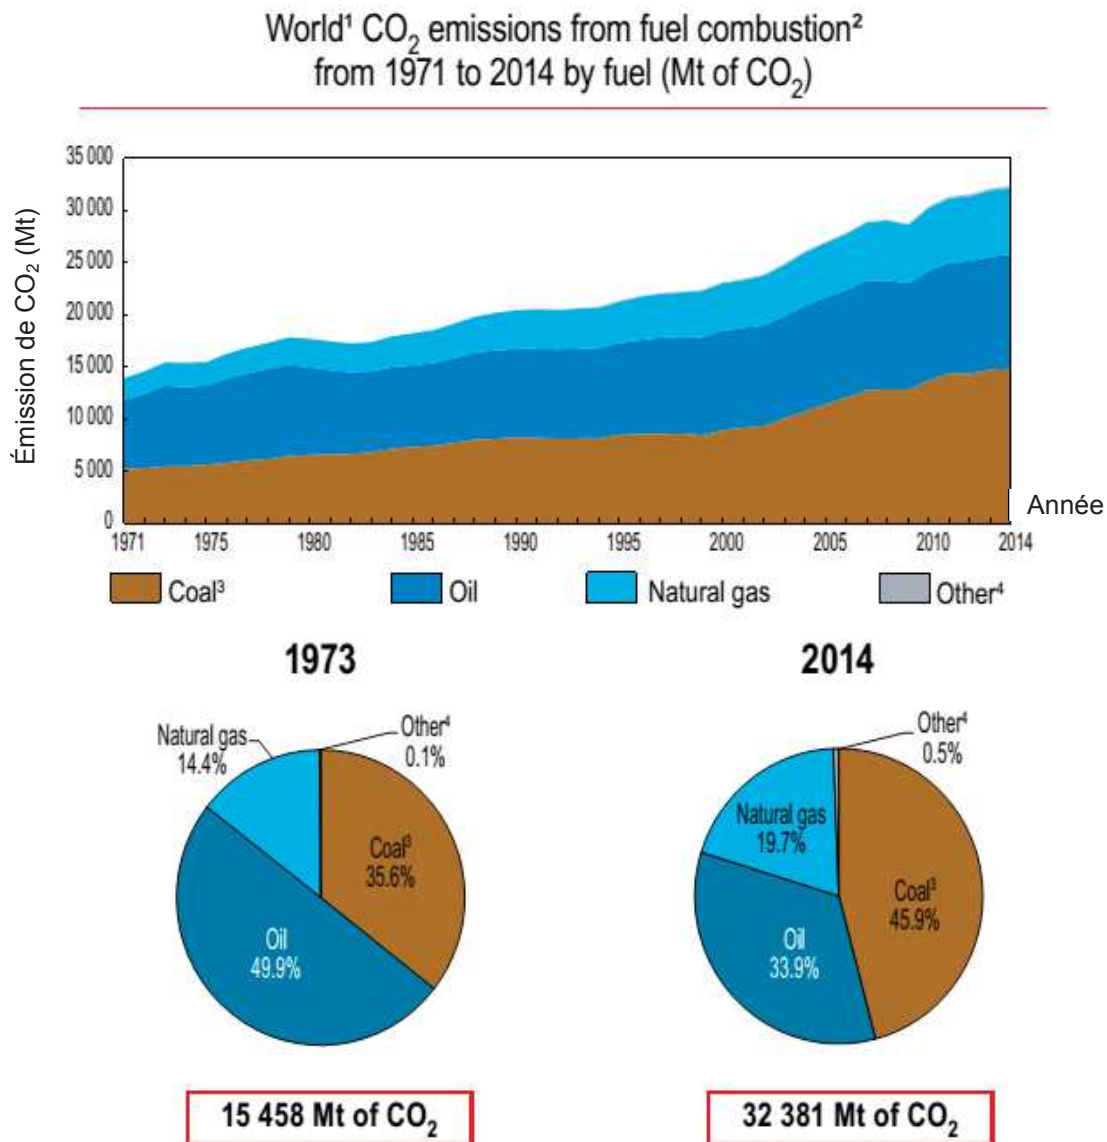 World¹ CO₂ emissions from fuel combustion²
from 1971 to 2014 by fuel (Mt of CO₂)
Émission de CO₂ (Mt)
35 000
30 000
25 000
20 000
15 000
10 000
5 000
0
1971 1975 1980 1985 1990 1995 2000 2005 2010 2014
Année
Coal³ Oil Natural gas Other⁴
1973
Natural gas
14.4%
Other⁴
0.1%
Coal³
35.6%
Oil
49.9%
15 458 Mt of CO₂
2014
Other⁴
0.5%
Natural gas
19.7%
Coal³
45.9%
Oil
33.9%
32 381 Mt of CO₂